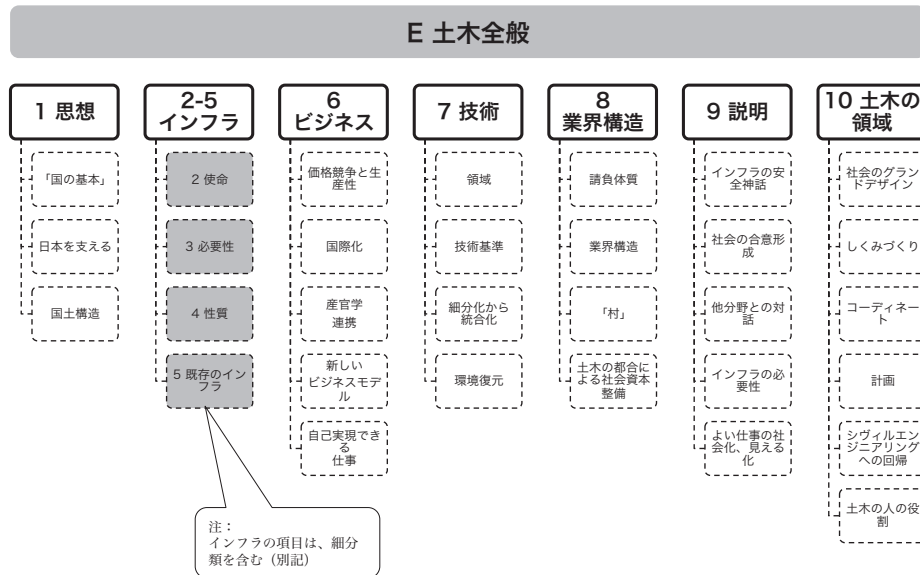 E 土木全般
1 思想
「国の基本」
日本を支える
国土構造
2-5
インフラ
2 使命
3 必要性
4 性質
5 既存のイン
フラ
6
ビジネス
価格競争と生
産性
国際化
産官学
連携
新しい
ビジネスモデ
ル
自己実現でき
る
仕事
7 技術
領域
技術基準
細分化から
統合化
環境復元
8
業界構造
請負体質
業界構造
「村」
土木の都合に
よる社会資本
整備
9 説明
インフラの安
全神話
社会の合意形
成
他分野との対
話
インフラの必
要性
よい仕事の社
会化、見える
化
10 土木の
領域
社会のグラン
ドデザイン
しくみづくり
コーディネー
ト
計画
シヴィルエン
ジニアリング
への回帰
土木の人の役
割
注：
インフラの項目は、細分
類を含む（別記）